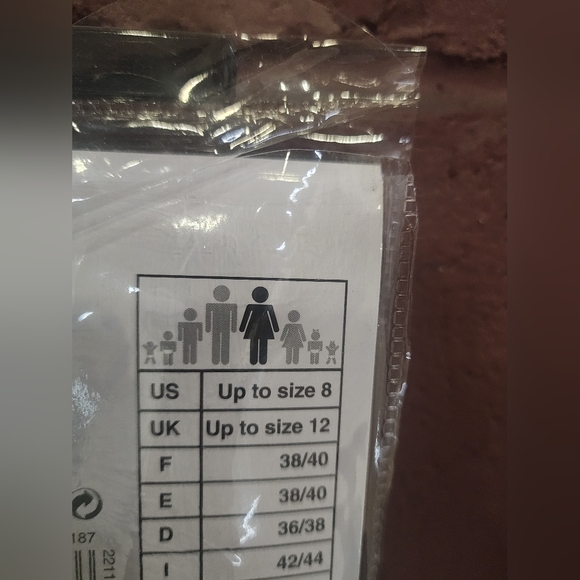 US Up to size 8
UK Up to size 12
F 38/40
E 38/40
D 36/38
I 42/44
187
2211